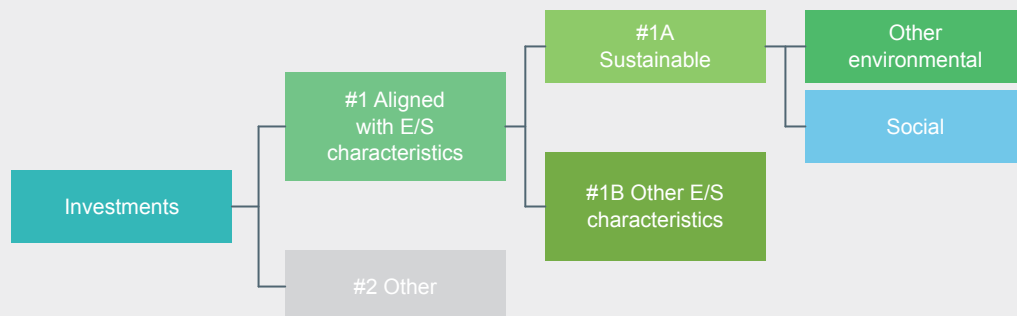 Investments
#1 Aligned
with E/S
characteristics
#2 Other
#1A
Sustainable
#1B Other E/S
characteristics
Other
environmental
Social